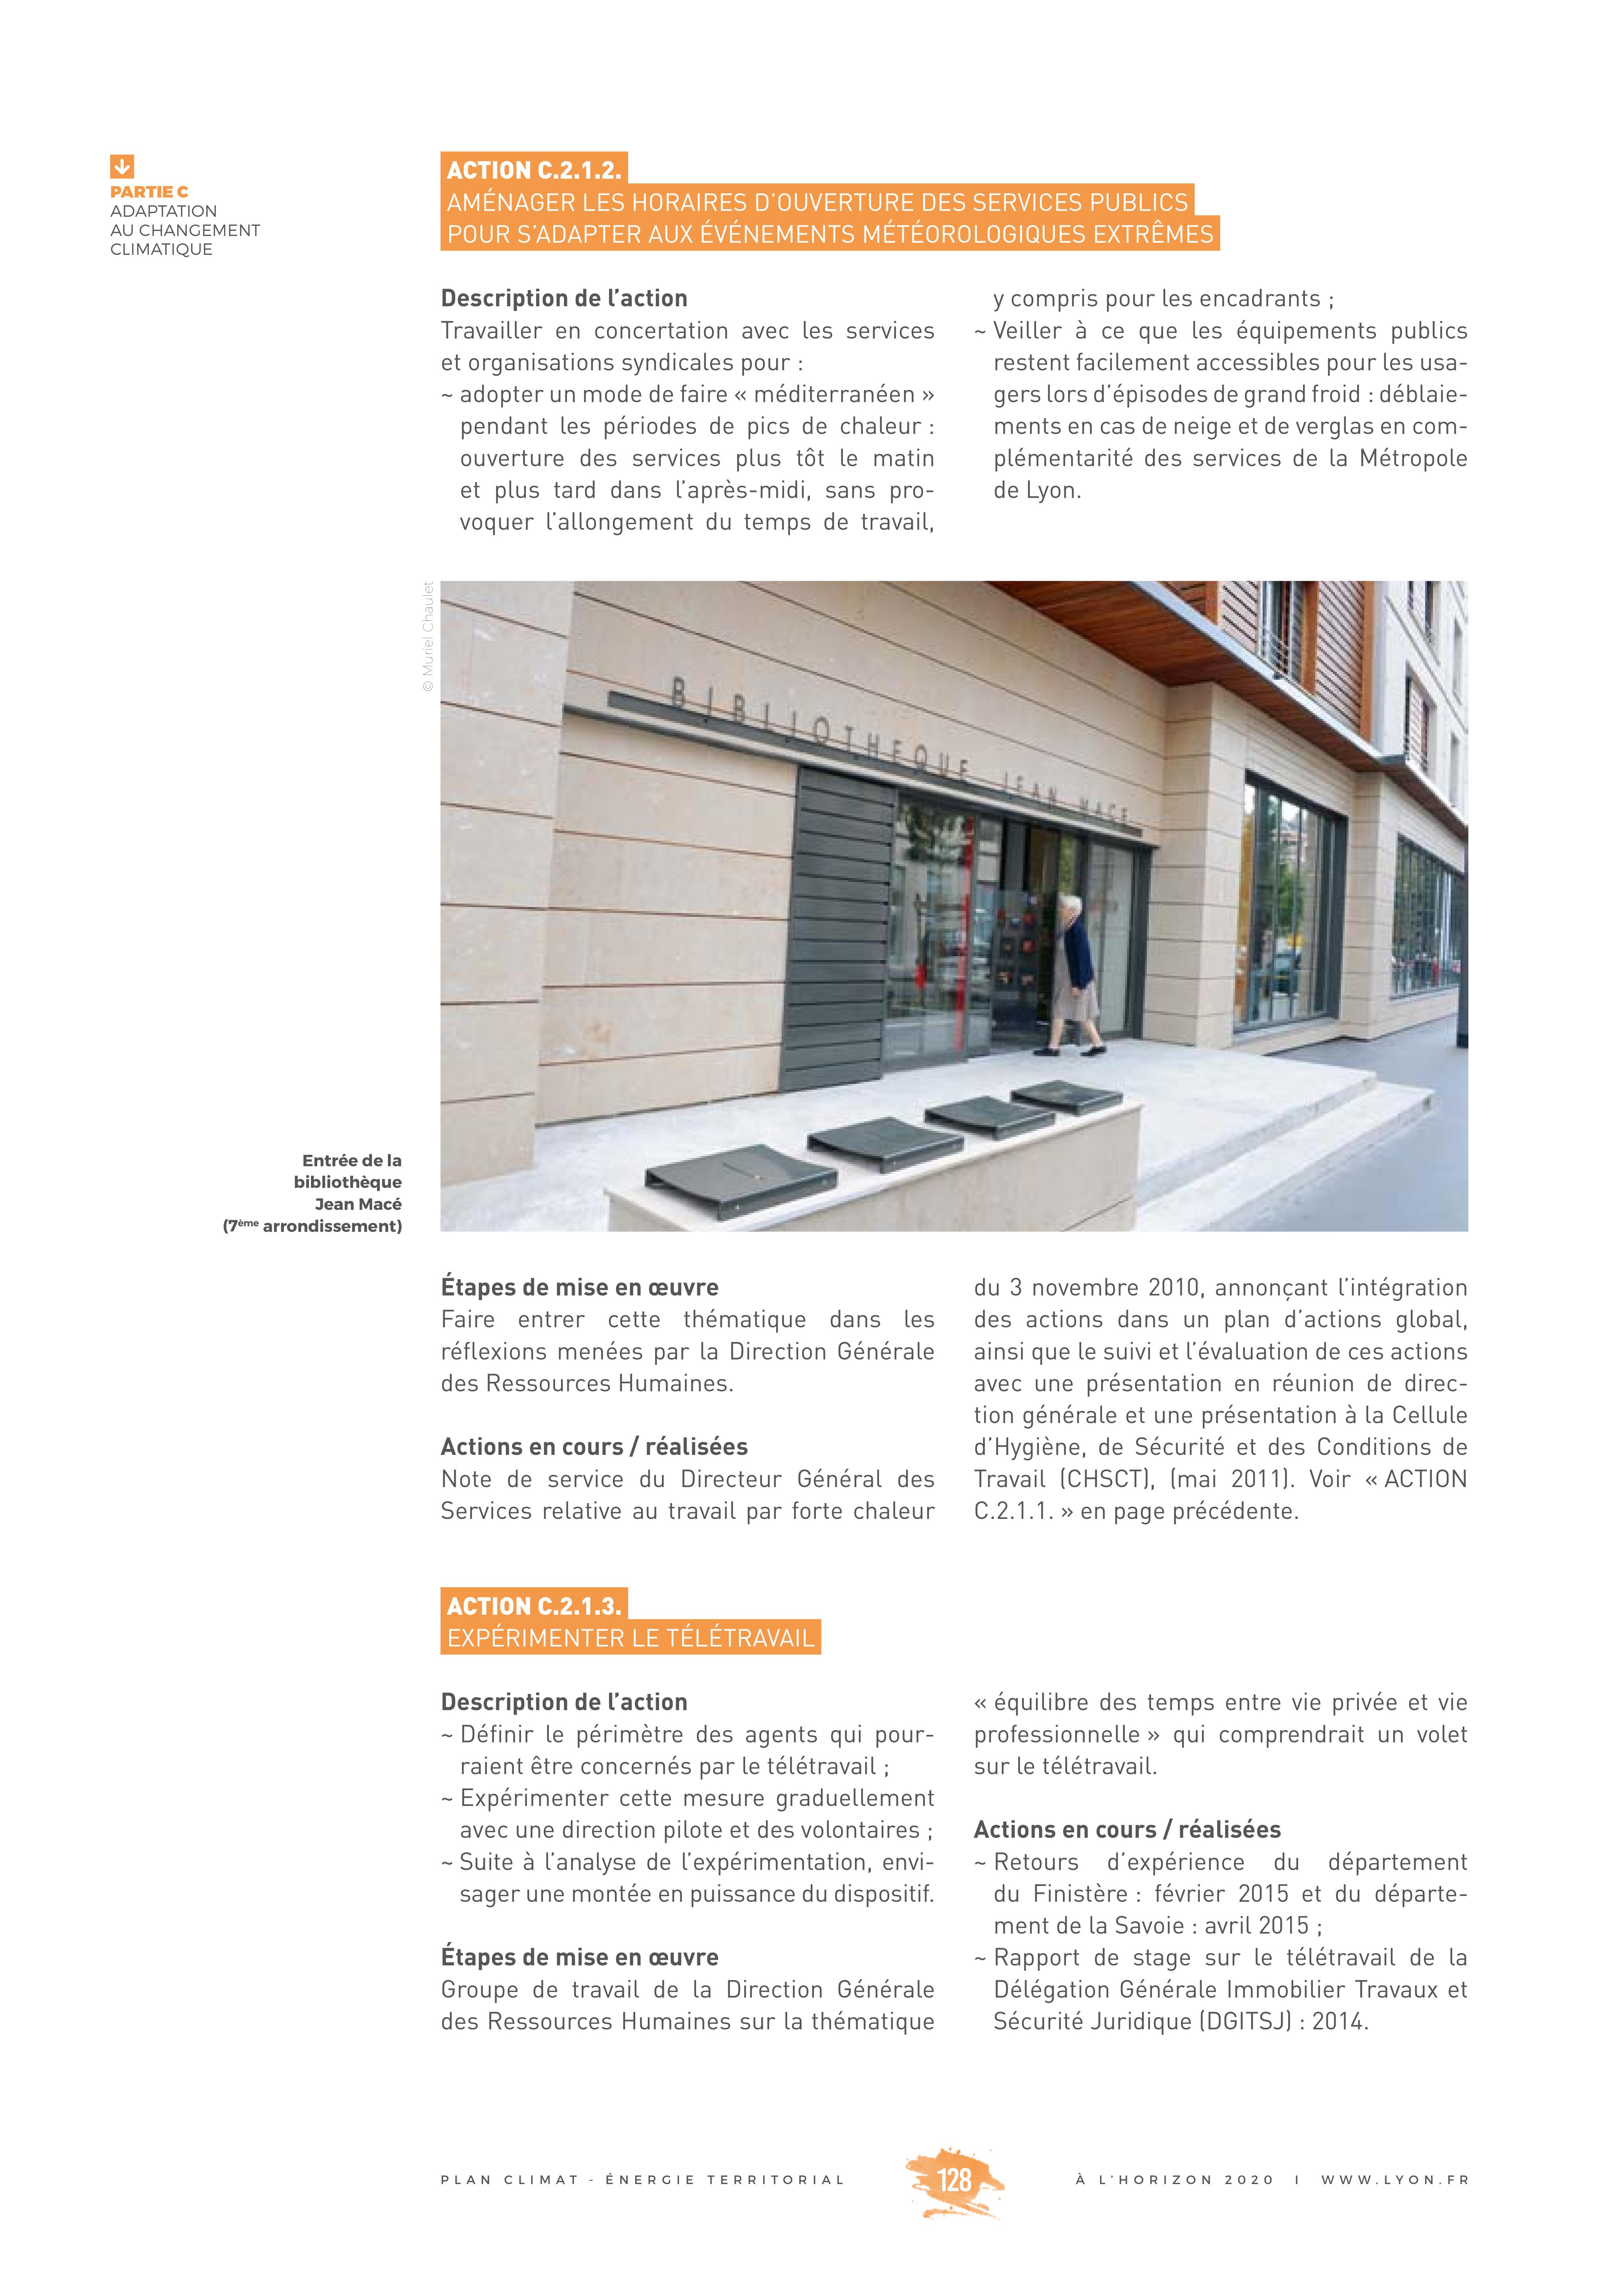 PARTIE C
ADAPTATION
AU CHANGEMENT
CLIMATIQUE
ACTION C.2.1.2.
AMÉNAGER LES HORAIRES D'OUVERTURE DES SERVICES PUBLICS
POUR S'ADAPTER AUX ÉVÉNEMENTS MÉTÉOROLOGIQUES EXTRÊMES
Description de l'action
Travailler en concertation avec les services
et organisations syndicales pour :
~ adopter un mode de faire « méditerranéen »
pendant les périodes de pics de chaleur :
ouverture des services plus tôt le matin
et plus tard dans l'après-midi, sans pro-
voquer l'allongement du temps de travail,
y compris pour les encadrants ;
~ Veiller à ce que les équipements publics
restent facilement accessibles pour les usa-
gers lors d'épisodes de grand froid : déblaie-
ments en cas de neige et de verglas en com-
plémentarité des services de la Métropole
de Lyon.
© Muriel Chaulet
BIBLIOTHEQUE JEAN MACE
Entrée de la
bibliothèque
Jean Macé
(7ème arrondissement)
Étapes de mise en œuvre
Faire entrer cette thématique dans les
réflexions menées par la Direction Générale
des Ressources Humaines.
Actions en cours / réalisées
Note de service du Directeur Général des
Services relative au travail par forte chaleur
du 3 novembre 2010, annonçant l'intégration
des actions dans un plan d'actions global,
ainsi que le suivi et l'évaluation de ces actions
avec une présentation en réunion de direc-
tion générale et une présentation à la Cellule
d'Hygiène, de Sécurité et des Conditions de
Travail (CHSCT), (mai 2011). Voir « ACTION
C.2.1.1. » en page précédente.
ACTION C.2.1.3.
EXPÉRIMENTER LE TÉLÉTRAVAIL
Description de l'action
~ Définir le périmètre des agents qui pour-
raient être concernés par le télétravail ;
~ Expérimenter cette mesure graduellement
avec une direction pilote et des volontaires ;
~ Suite à l'analyse de l'expérimentation, envi-
sager une montée en puissance du dispositif.
Étapes de mise en œuvre
Groupe de travail de la Direction Générale
des Ressources Humaines sur la thématique
« équilibre des temps entre vie privée et vie
professionnelle » qui comprendrait un volet
sur le télétravail.
Actions en cours / réalisées
~ Retours d'expérience du département
du Finistère : février 2015 et du départe-
ment de la Savoie : avril 2015 ;
~ Rapport de stage sur le télétravail de la
Délégation Générale Immobilier Travaux et
Sécurité Juridique (DGITSJ) : 2014.
PLAN CLIMAT - ÉNERGIE TERRITORIAL
128
À L'HORIZON 2020 I WWW.LYON.FR